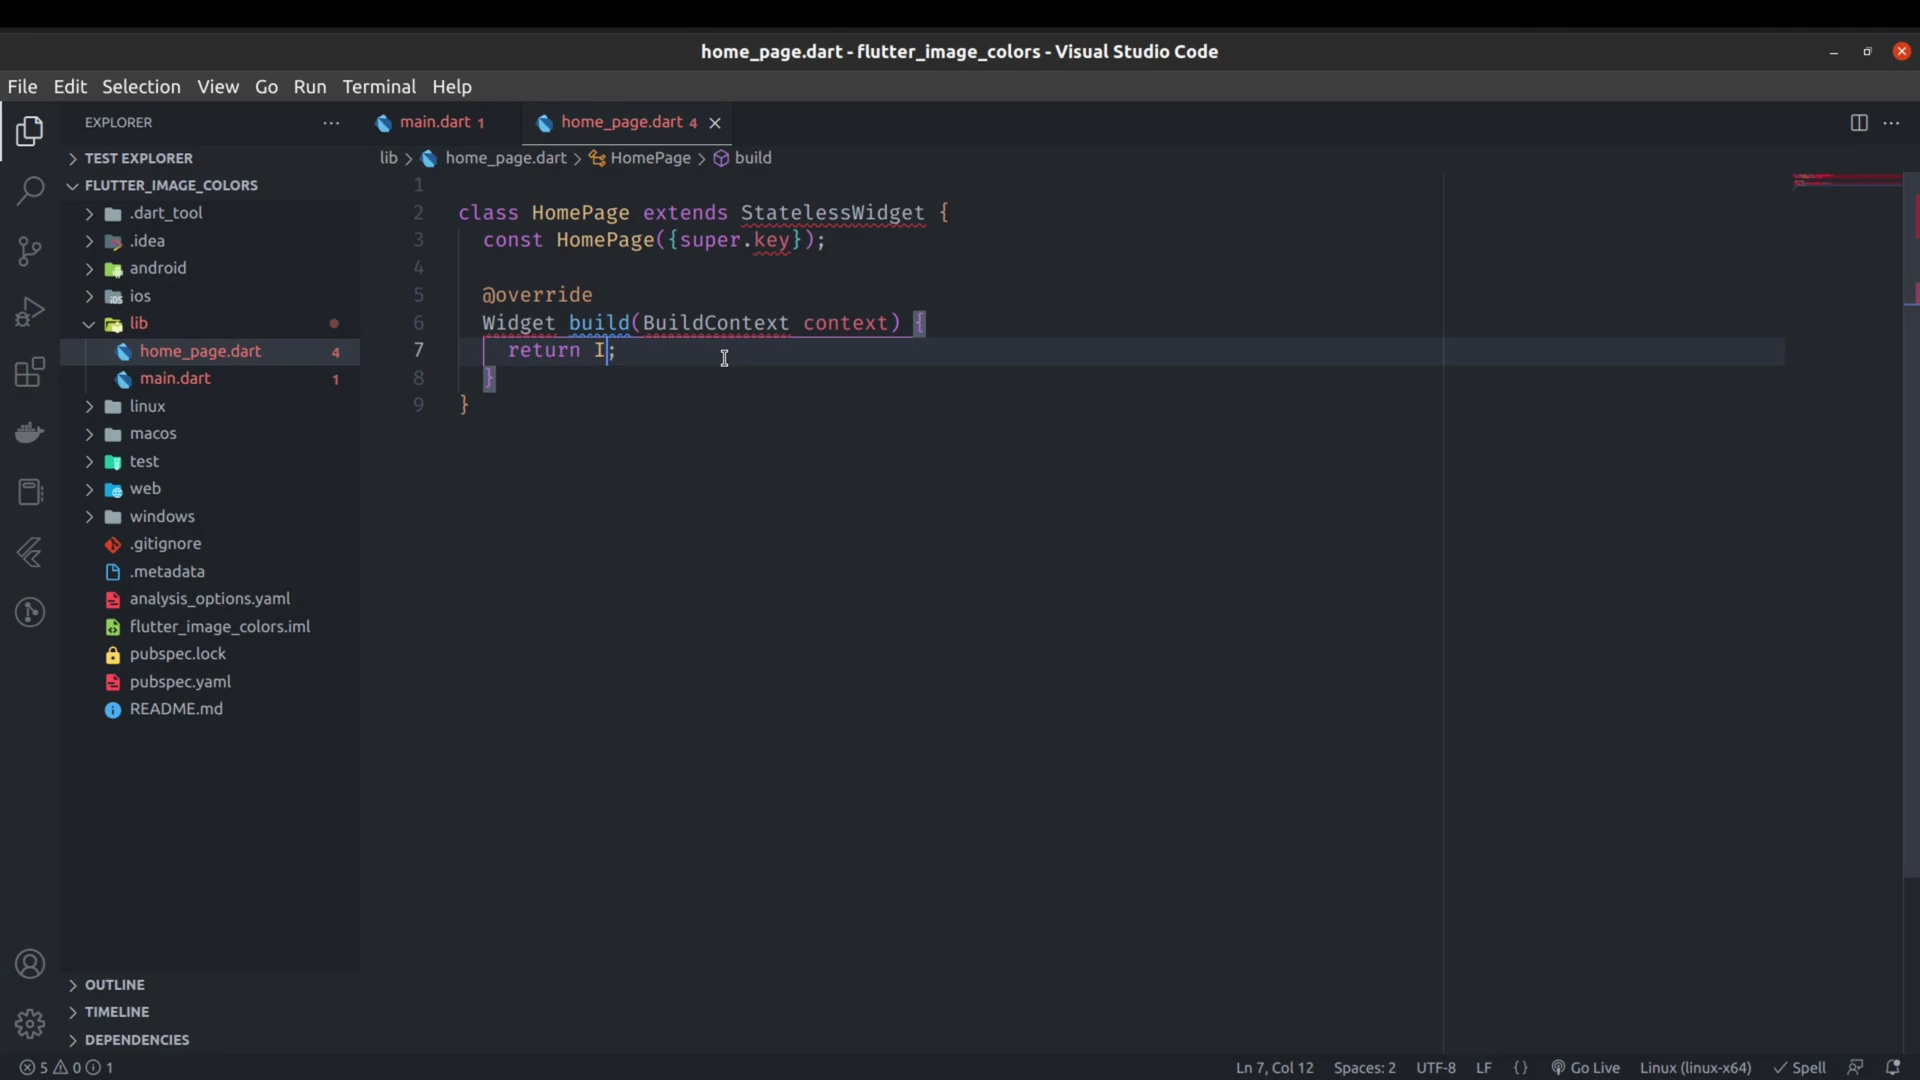 home_page.dart - flutter_image_colors - Visual Studio Code
File Edit Selection View Go Run Terminal Help
EXPLORER
main.dart 1
home_page.dart 4
TEST EXPLORER
lib > home_page.dart > HomePage > build
FLUTTER_IMAGE_COLORS
.dart_tool
.idea
android
ios
lib
home_page.dart 4
main.dart 1
linux
macos
test
web
windows
.gitignore
.metadata
analysis_options.yaml
flutter_image_colors.iml
pubspec.lock
pubspec.yaml
README.md
OUTLINE
TIMELINE
DEPENDENCIES
1
2 class HomePage extends StatelessWidget {
3 const HomePage({super.key});
4
5 @override
6 Widget build(BuildContext context) {
7 return I;
8 }
9 }
5 0 1
Ln 7, Col 12 Spaces: 2 UTF-8 LF {} Go Live Linux (linux-x64) Spell